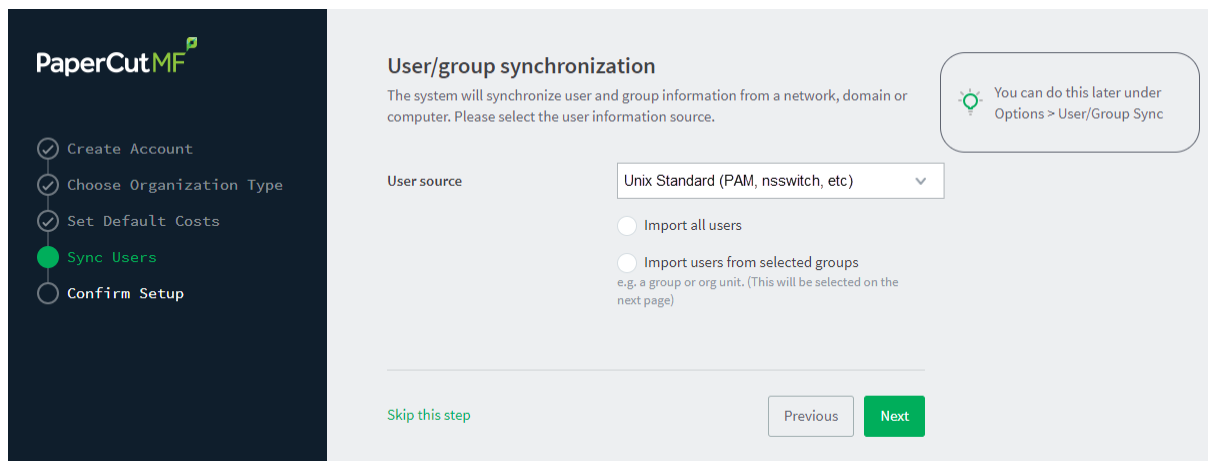 PaperCutMF
Create Account
Choose Organization Type
Set Default Costs
Sync Users
Confirm Setup
User/group synchronization
The system will synchronize user and group information from a network, domain or
computer. Please select the user information source.
You can do this later under
Options > User/Group Sync
User source
Unix Standard (PAM, nsswitch, etc)
Import all users
Import users from selected groups
e.g. a group or org unit. (This will be selected on the
next page)
Skip this step
Previous
Next